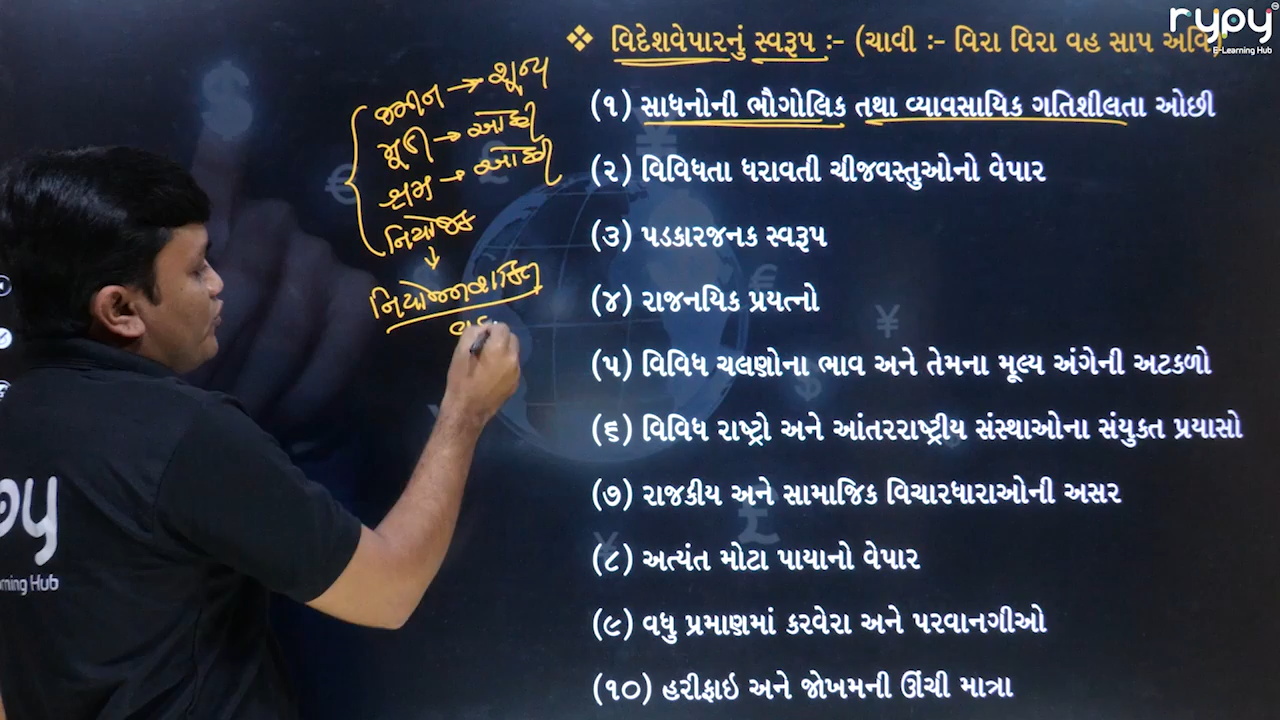 rypy
E-Learning Hub
❖ વિદેશવેપારનું સ્વરૂપ :- (ચાવી :- વિરા વિરા વહ સાપ અવિ)
(૧) સાધનોની ભૌગોલિક તથા વ્યાવસાયિક ગતિશીલતા ઓછી
(૨) વિવિધતા ધરાવતી ચીજવસ્તુઓનો વેપાર
(૩) પડકારજનક સ્વરૂપ
(૪) રાજનયિક પ્રયત્નો
(૫) વિવિધ ચલણોના ભાવ અને તેમના મૂલ્ય અંગેની અટકળો
(૬) વિવિધ રાષ્ટ્રો અને આંતરરાષ્ટ્રીય સંસ્થાઓના સંયુક્ત પ્રયાસો
(૭) રાજકીય અને સામાજિક વિચારધારાઓની અસર
(૮) અત્યંત મોટા પાયાનો વેપાર
(૯) વધુ પ્રમાણમાં કરવેરા અને પરવાનગીઓ
(૧૦) હરીફાઇ અને જોખમની ઊંચી માત્રા
જમીન → શૂન્ય
મૂડી → ઓછી
શ્રમ → ઓછી
નિયોજક
↓
નિયોજનશક્તિ
py
rning Hub